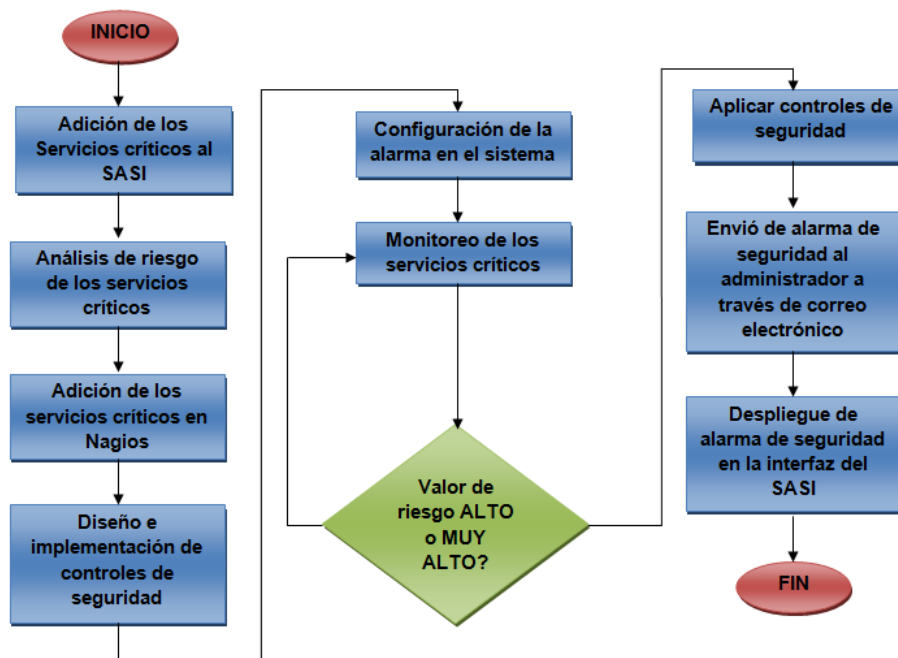 INICIO
Adición de los
Servicios críticos al
SASI
Análisis de riesgo
de los servicios
críticos
Adición de los
servicios críticos en
Nagios
Diseño e
implementación de
controles de
seguridad
Configuración de la
alarma en el sistema
Monitoreo de los
servicios críticos
Valor de
riesgo ALTO
o MUY
ALTO?
Aplicar controles de
seguridad
Envió de alarma de
seguridad al
administrador a
través de correo
electrónico
Despliegue de
alarma de seguridad
en la interfaz del
SASI
FIN